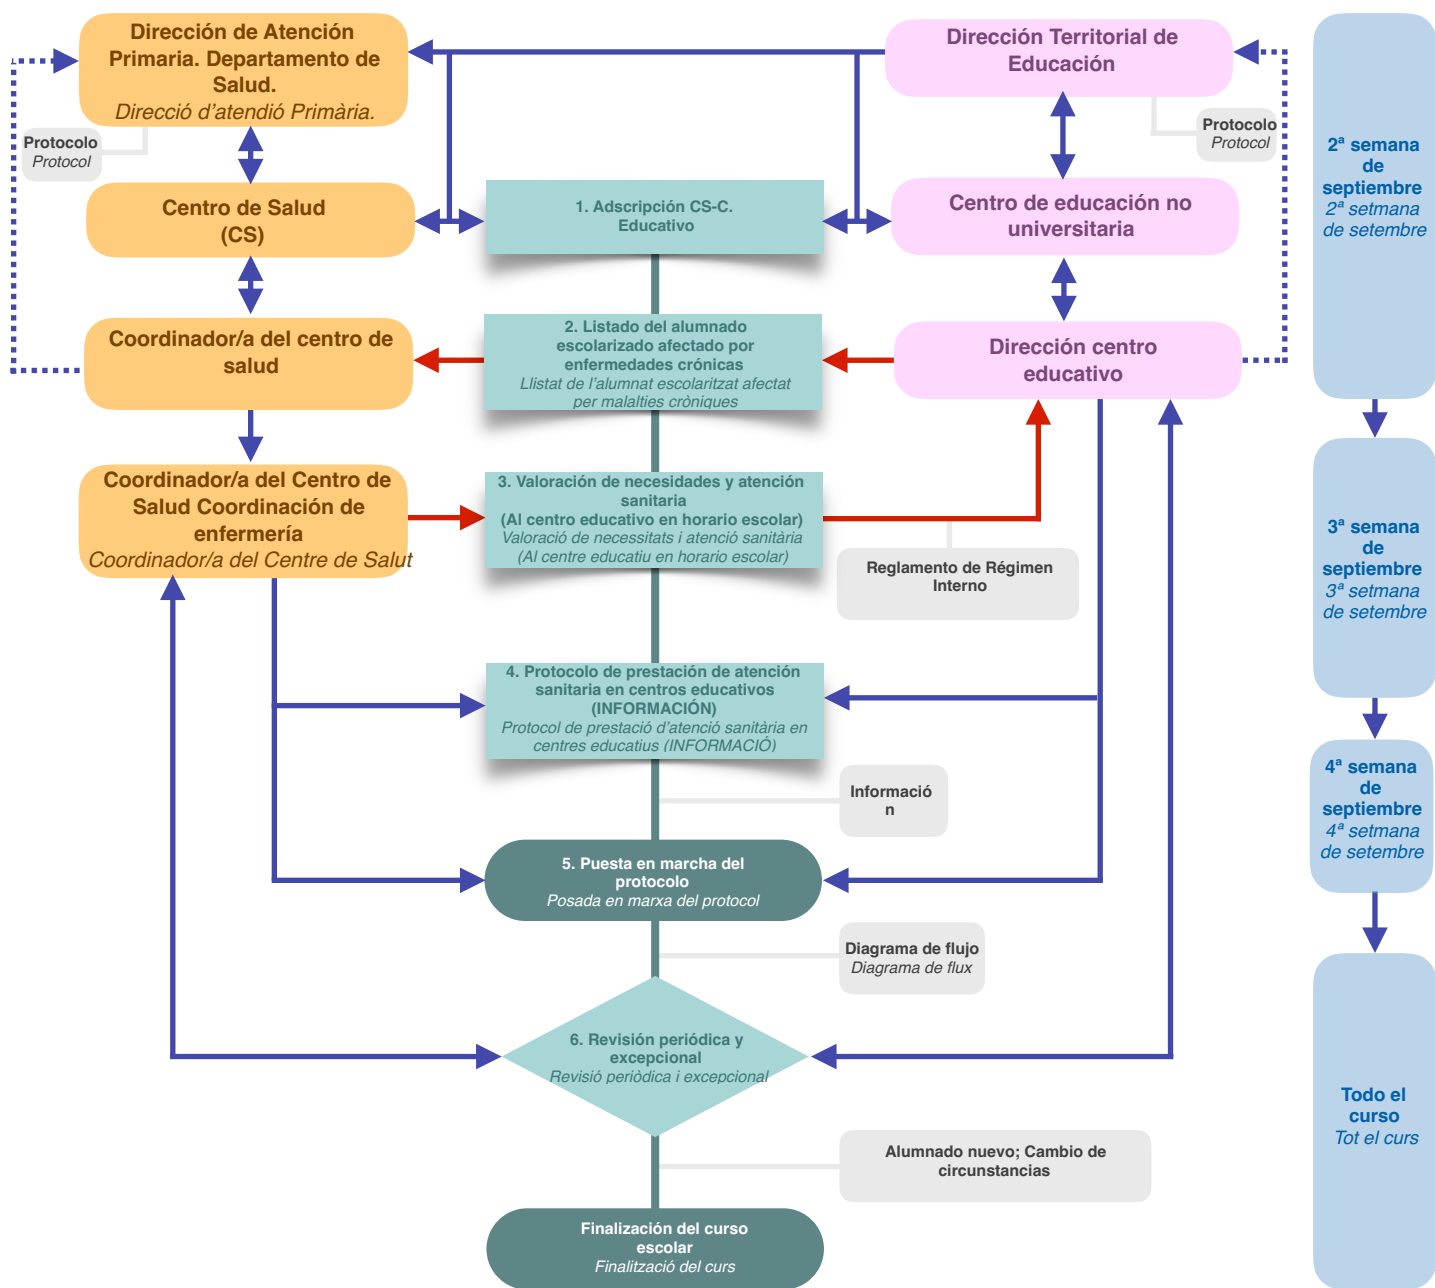 Dirección de Atención
Primaria. Departamento de
Salud.
Direcció d'atendió Primària.
Dirección Territorial de
Educación
Protocolo
Protocol
Protocolo
Protocol
2ª semana
de
septiembre
2ª setmana
de setembre
Centro de Salud
(CS)
1. Adscripción CS-C.
Educativo
Centro de educación no
universitaria
Coordinador/a del centro de
salud
2. Listado del alumnado
escolarizado afectado por
enfermedades crónicas
Llistat de l'alumnat escolaritzat afectat
per malalties cròniques
Dirección centro
educativo
Coordinador/a del Centro de
Salud Coordinación de
enfermería
Coordinador/a del Centre de Salut
3. Valoración de necesidades y atención
sanitaria
(Al centro educativo en horario escolar)
Valoració de necessitats i atenció sanitària
(Al centre educatiu en horario escolar)
Reglamento de Régimen
Interno
3ª semana
de
septiembre
3ª setmana
de setembre
4. Protocolo de prestación de atención
sanitaria en centros educativos
(INFORMACIÓN)
Protocol de prestació d'atenció sanitària en
centres educatius (INFORMACIÓ)
Informació
n
4ª semana
de
septiembre
4ª setmana
de setembre
5. Puesta en marcha del
protocolo
Posada en marxa del protocol
Diagrama de flujo
Diagrama de flux
6. Revisión periódica y
excepcional
Revisió periòdica i excepcional
Todo el
curso
Tot el curs
Alumnado nuevo; Cambio de
circunstancias
Finalización del curso
escolar
Finalització del curs